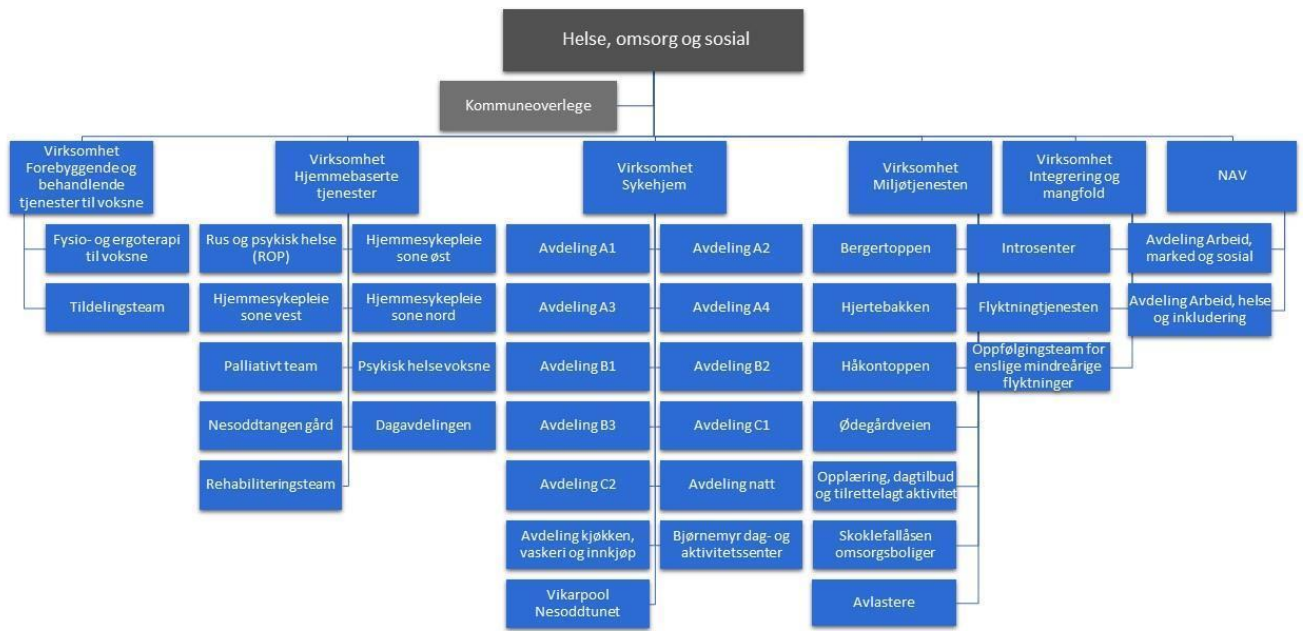 Helse, omsorg og sosial
Kommuneoverlege
Virksomhet
Forebyggende og
behandlende
tjenester til voksne
Virksomhet
Hjemmebaserte
tjenester
Virksomhet
Sykehjem
Virksomhet
Miljøtjenesten
Virksomhet
Integrering og
mangfold
NAV
Fysio- og ergoterapi
til voksne
Tildelingsteam
Rus og psykisk helse
(ROP)
Hjemmesykepleie
sone øst
Hjemmesykepleie
sone vest
Hjemmesykepleie
sone nord
Palliativt team
Psykisk helse voksne
Nesoddtangen gård
Dagavdelingen
Rehabiliteringsteam
Avdeling A1
Avdeling A2
Avdeling A3
Avdeling A4
Avdeling B1
Avdeling B2
Avdeling B3
Avdeling C1
Avdeling C2
Avdeling natt
Avdeling kjøkken,
vaskeri og innkjøp
Bjørnemyr dag- og
aktivitetssenter
Vikarpool
Nesoddtunet
Bergertoppen
Hjertebakken
Håkontoppen
Ødegårdveien
Opplæring, dagtilbud
og tilrettelagt aktivitet
Skoklefallåsen
omsorgsboliger
Avlastere
Introsenter
Flyktningtjenesten
Oppfølgingsteam for
enslige mindreårige
flyktninger
Avdeling Arbeid,
marked og sosial
Avdeling Arbeid, helse
og inkludering